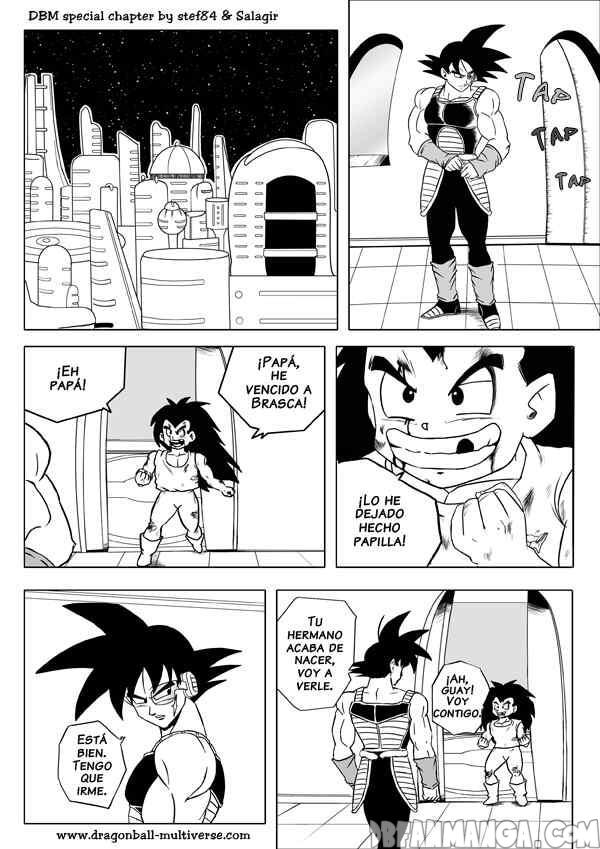 DBM special chapter by stef84 & Salagir
TAP
TAP
TAP
¡EH
PAPÁ!
¡PAPÁ,
HE
VENCIDO A
BRASCA!
¡LO HE
DEJADO
HECHO
PAPILLA!
ESTÁ
BIEN.
TENGO
QUE
IRME.
TU
HERMANO
ACABA DE
NACER,
VOY A
VERLE.
¡AH,
GUAY!
VOY
CONTIGO.
www.dragonball-multiverse.com
DBFANMANGA.COM